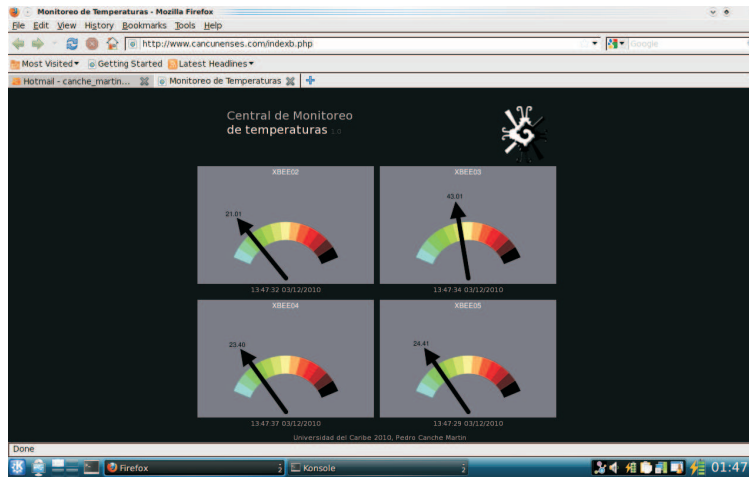 Monitoreo de Temperaturas - Mozilla Firefox
File Edit View History Bookmarks Tools Help
http://www.cancunenses.com/indexb.php
Google
Most Visited Getting Started Latest Headlines
Hotmail - canche_martin... Monitoreo de Temperaturas
Central de Monitoreo
de temperaturas 1.0
XBEE02 XBEE03
21.01 43.01
13:47:32 03/12/2010 13:47:34 03/12/2010
XBEE04 XBEE05
23.40 24.41
13:47:37 03/12/2010 13:47:29 03/12/2010
Universidad del Caribe 2010, Pedro Canche Martin
Done
Firefox 2 Konsole 2 01:47